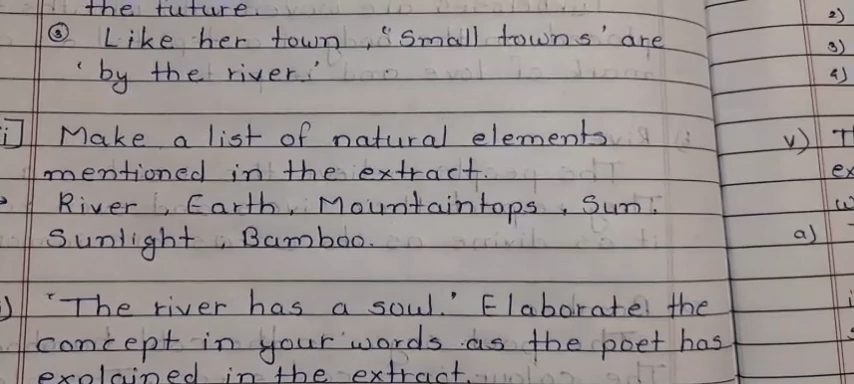 the future.
③ Like her town, "Small towns' are
'by the river.'
i] Make a list of natural elements
mentioned in the extract.
River, Earth, Mountaintops, Sun,
Sunlight, Bamboo.
'The river has a soul.' Elaborate the
concept in your words as the poet has
explained in the extract.
2)
3)
4)
v)
a)